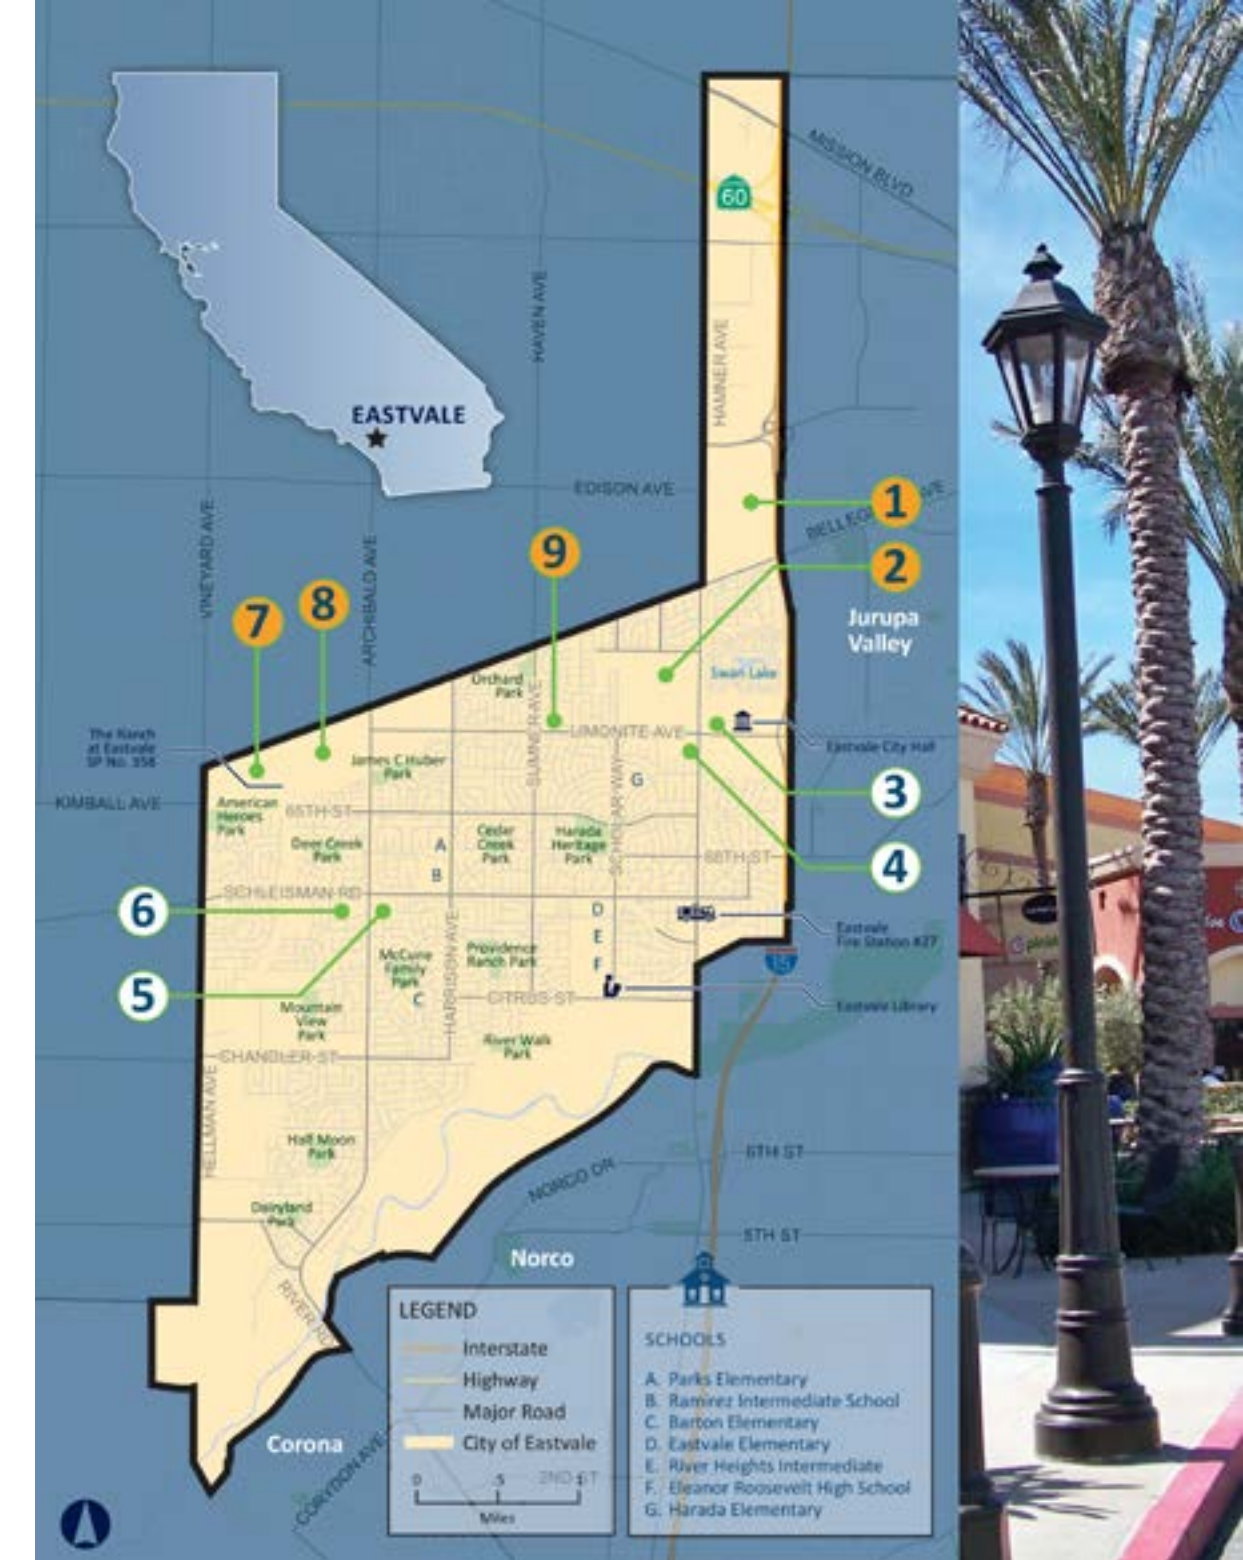 MISSION BLVD
60
HAVEN AVE
HAMNER AVE
EASTVALE
EDISON AVE
1
VINEYARD AVE
ARCHIBALD AVE
9
2
8
7
Jurupa
Valley
Orchard
Park
Swan Lake
SUMNER AVE
LIMONITE AVE
The Ranch
at Eastvale
SP No. 358
Eastvale City Hall
James C Huber
Park
G
SCHOLAR WAY
3
KIMBALL AVE
American
Heroes
Park
65TH ST
Deer Creek
Park
A
Cedar
Creek
Park
Harada
Heritage
Park
68TH ST
4
B
SCHLEISMAN RD
6
D
E
F
Eastvale
Fire Station #27
McCune
Family
Park
C
HARRISON AVE
Providence
Ranch Park
15
5
CITRUS ST
Eastvale Library
Mountain
View
Park
River Walk
Park
CHANDLER ST
HELLMAN AVE
Half Moon
Park
6TH ST
NORCO DR
Dairyland
Park
5TH ST
Norco
RIVER RD
LEGEND
Interstate
Highway
Major Road
City of Eastvale
0 .5 1
Miles
2ND ST
Corona
CORYDON AVE
SCHOOLS
A. Parks Elementary
B. Ramirez Intermediate School
C. Barton Elementary
D. Eastvale Elementary
E. River Heights Intermediate
F. Eleanor Roosevelt High School
G. Harada Elementary